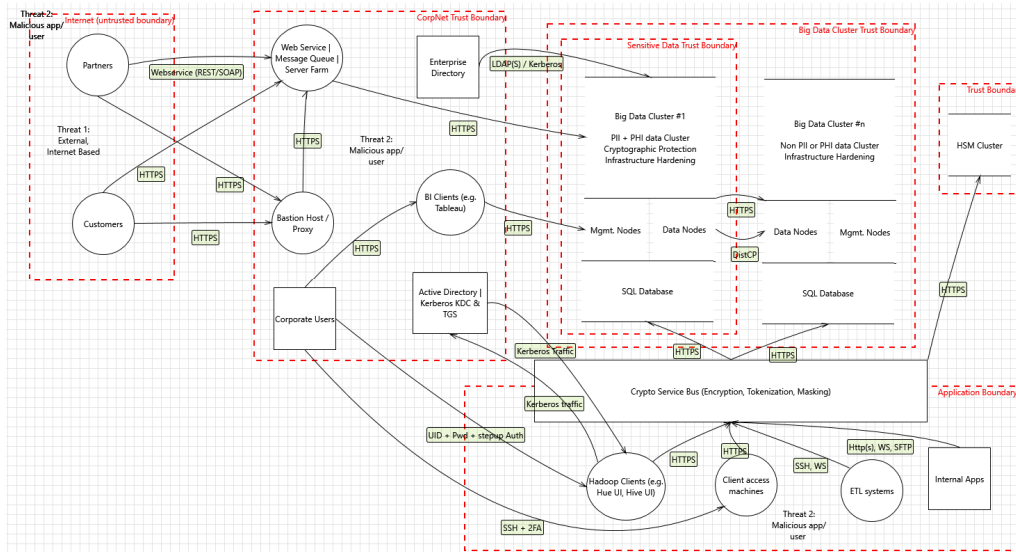 Threat 2:
Malicious app/
user
Internet (untrusted boundary)
CorpNet Trust Boundary
Big Data Cluster Trust Boundary
Sensitive Data Trust Boundary
Partners
Web Service |
Message Queue |
Server Farm
Enterprise
Directory
LDAP(S) / Kerberos
Webservice (REST/SOAP)
Big Data Cluster #1
PII + PHI data Cluster
Cryptographic Protection
Infrastructure Hardening
Big Data Cluster #n
Non PII or PHI data Cluster
Infrastructure Hardening
HSM Cluster
Threat 1:
External,
Internet Based
HTTPS
HTTPS
Threat 2:
Malicious app/
user
HTTPS
HTTPS
Customers
HTTPS
Bastion Host /
Proxy
BI Clients (e.g.
Tableau)
HTTPS
HTTPS
Mgmt. Nodes
Data Nodes
HTTPS
DistCP
Data Nodes
Mgmt. Nodes
Corporate Users
Active Directory |
Kerberos KDC &
TGS
SQL Database
SQL Database
HTTPS
Kerberos Traffic
HTTPS
HTTPS
Crypto Service Bus (Encryption, Tokenization, Masking)
Application Boundary
Kerberos traffic
UID + Pwd + stepup Auth
HTTPS
HTTPS
SSH, WS
Http(s), WS, SFTP
Hadoop Clients (e.g.
Hue UI, Hive UI)
Client access
machines
ETL systems
Internal Apps
SSH + 2FA
Threat 2:
Malicious app/
user